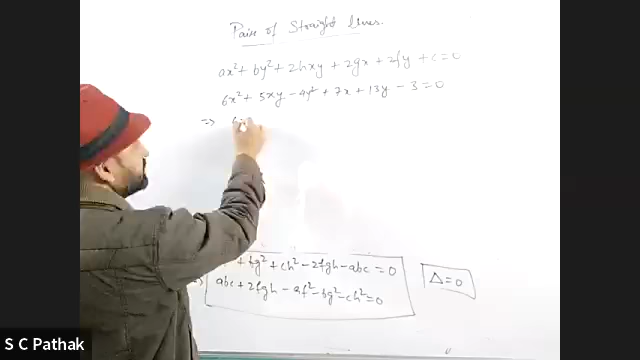 Pair of Straight lines.
ax² + by² + 2hxy + 2gx + 2fy + c = 0
6x² + 5xy - 4y² + 7x + 13y - 3 = 0
⇒ 6
+ bg² + ch² - 2fgh - abc = 0
abc + 2fgh - af² - bg² - ch² = 0
Δ = 0
S C Pathak